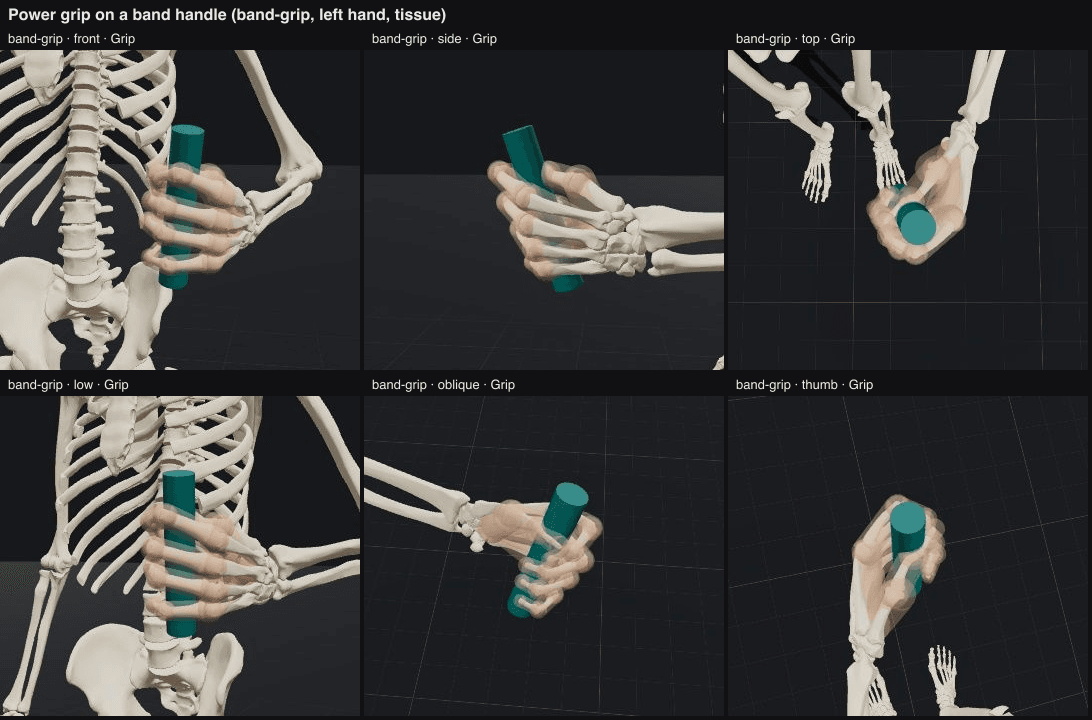 Power grip on a band handle (band-grip, left hand, tissue)
band-grip · front · Grip
band-grip · side · Grip
band-grip · top · Grip
band-grip · low · Grip
band-grip · oblique · Grip
band-grip · thumb · Grip